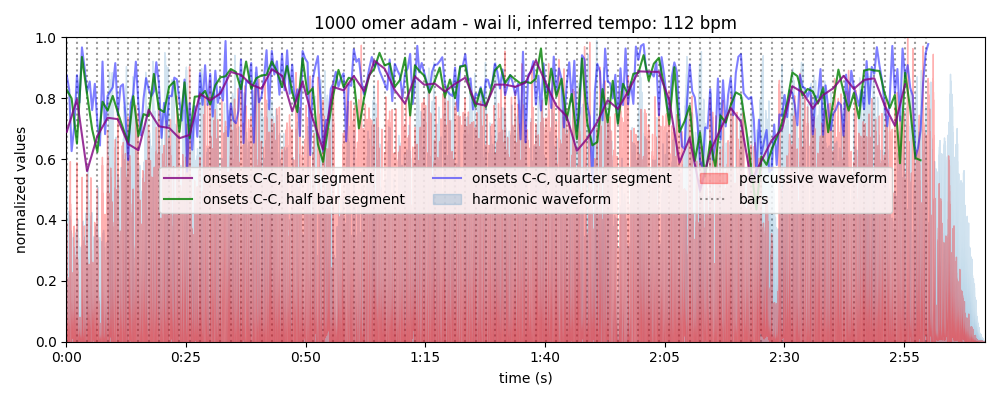 1000 omer adam - wai li, inferred tempo: 112 bpm
1.0
0.8
0.6
0.4
0.2
0.0
normalized values
onsets C-C, bar segment
onsets C-C, half bar segment
onsets C-C, quarter segment
harmonic waveform
percussive waveform
bars
0:00 0:25 0:50 1:15 1:40 2:05 2:30 2:55
time (s)